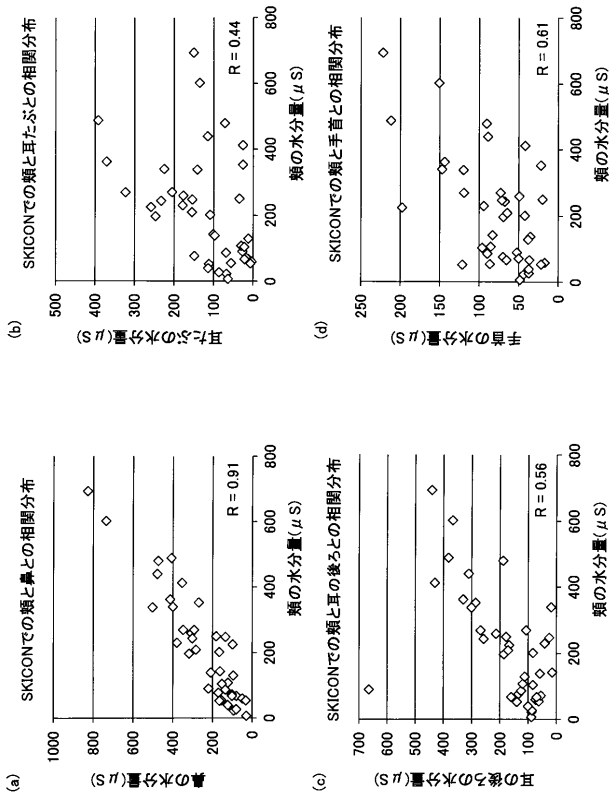 (a)
SKICONでの頬と鼻との相関分布
鼻の水分量(μS)
1000
800
600
400
200
0
0 200 400 600 800
頬の水分量(μS)
R = 0.91
(b)
SKICONでの頬と耳たぶとの相関分布
耳たぶの水分量(μS)
500
400
300
200
100
0
0 200 400 600 800
頬の水分量(μS)
R = 0.44
(c)
SKICONでの頬と耳の後ろとの相関分布
耳の後ろの水分量(μS)
700
600
500
400
300
200
100
0
0 200 400 600 800
頬の水分量(μS)
R = 0.56
(d)
SKICONでの頬と手首との相関分布
手首の水分量(μS)
250
200
150
100
50
0
0 200 400 600 800
頬の水分量(μS)
R = 0.61